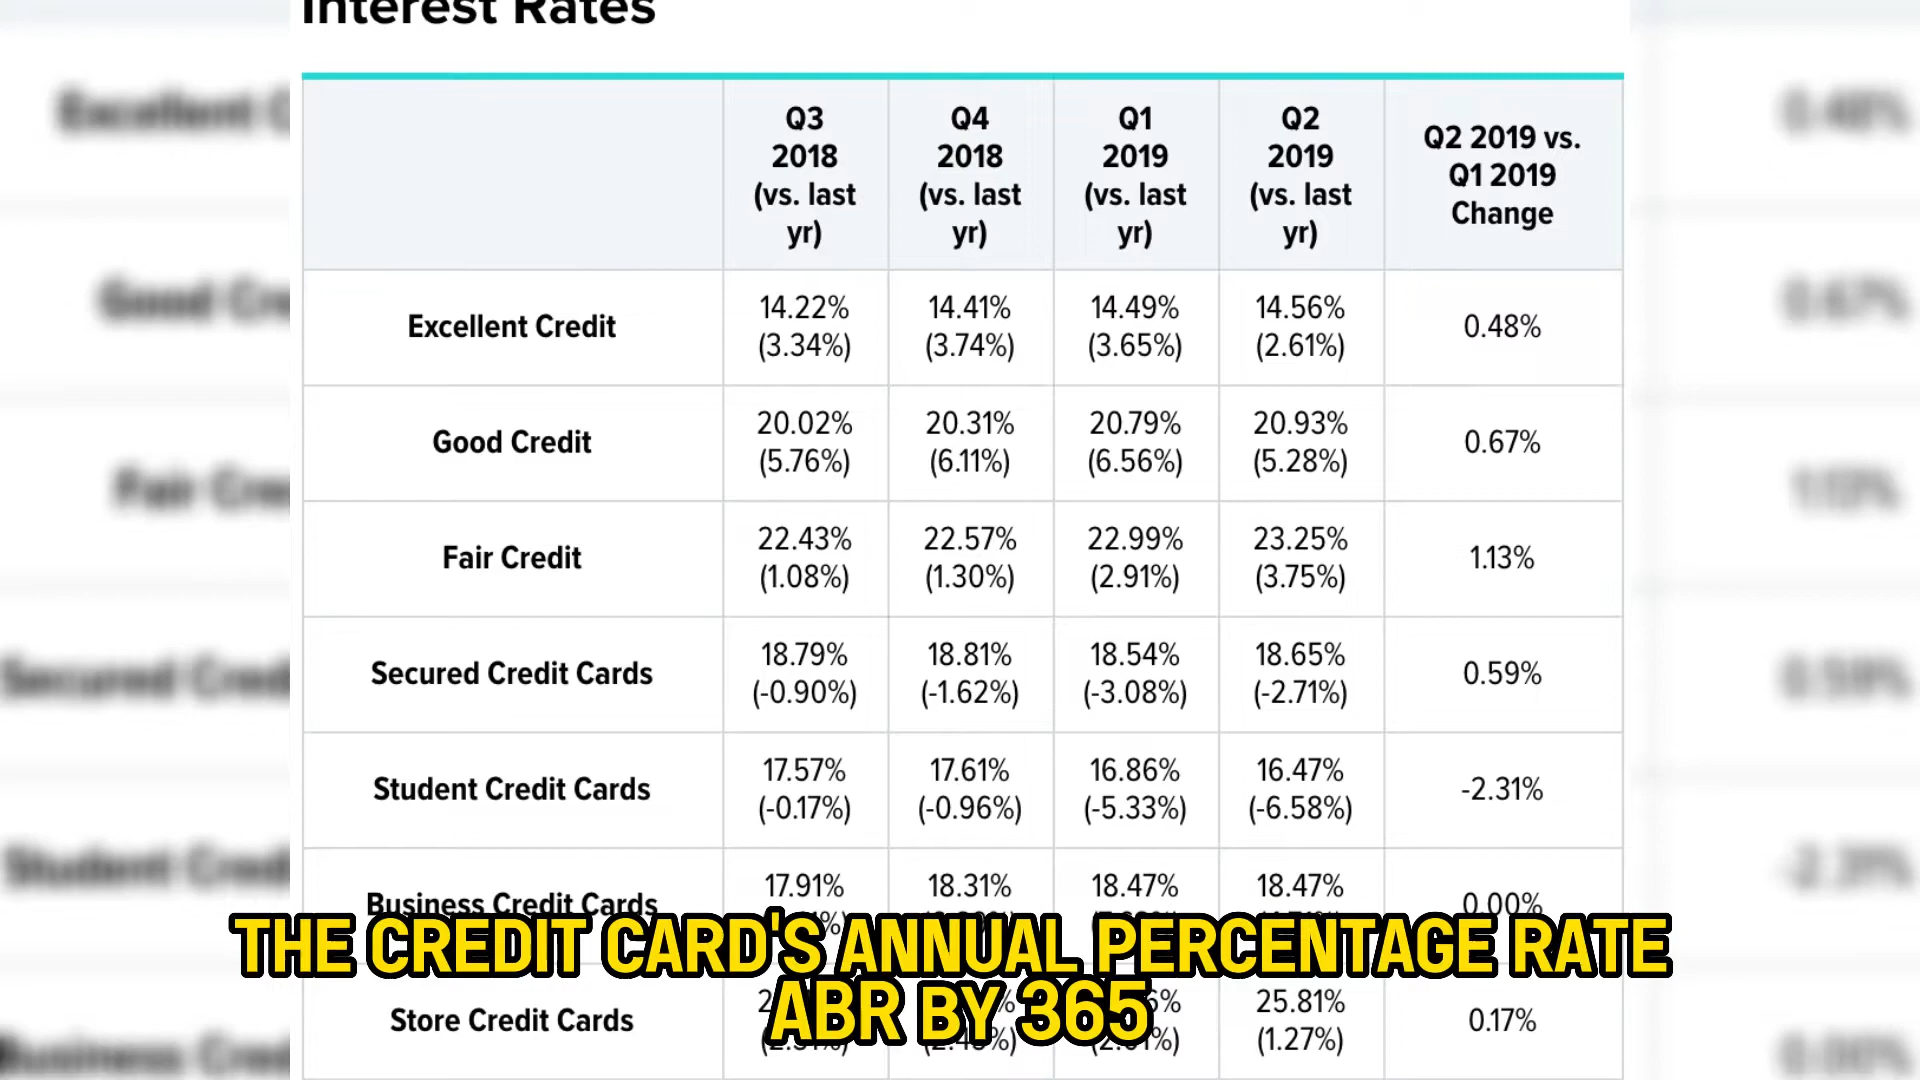 Interest Rates
Q3 2018 (vs. last yr) Q4 2018 (vs. last yr) Q1 2019 (vs. last yr) Q2 2019 (vs. last yr) Q2 2019 vs. Q1 2019 Change
Excellent Credit 14.22% (3.34%) 14.41% (3.74%) 14.49% (3.65%) 14.56% (2.61%) 0.48%
Good Credit 20.02% (5.76%) 20.31% (6.11%) 20.79% (6.56%) 20.93% (5.28%) 0.67%
Fair Credit 22.43% (1.08%) 22.57% (1.30%) 22.99% (2.91%) 23.25% (3.75%) 1.13%
Secured Credit Cards 18.79% (-0.90%) 18.81% (-1.62%) 18.54% (-3.08%) 18.65% (-2.71%) 0.59%
Student Credit Cards 17.57% (-0.17%) 17.61% (-0.96%) 16.86% (-5.33%) 16.47% (-6.58%) -2.31%
Business Credit Cards 17.91% 18.31% 18.47% 18.47% 0.00%
Store Credit Cards 25.81% (1.27%) 0.17%
THE CREDIT CARD'S ANNUAL PERCENTAGE RATE
ABR BY 365